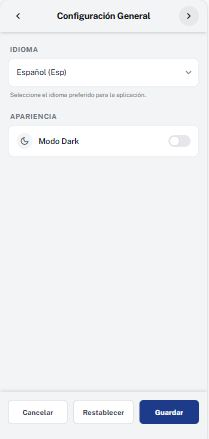 Configuración General
IDIOMA
Español (Esp)
Seleccione el idioma preferido para la aplicación.
APARIENCIA
Modo Dark
Cancelar
Restablecer
Guardar